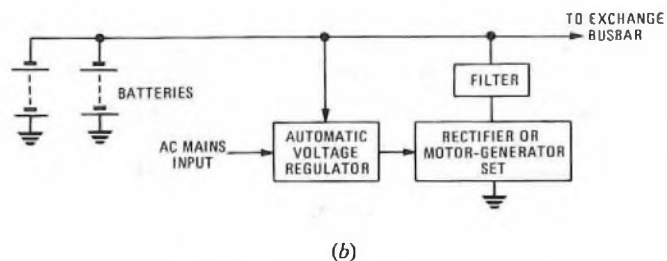 TO EXCHANGE
BUSBAR
BATTERIES
FILTER
AC MAINS
INPUT
AUTOMATIC
VOLTAGE
REGULATOR
RECTIFIER OR
MOTOR-GENERATOR
SET
(b)